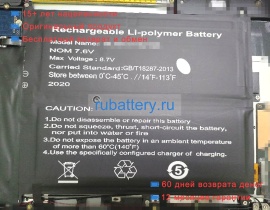 Rechargeable Li-polymer Battery
Model Name:
NOM 7.6V
Max Voltage : 8.7V
Carried Standard:GB/T18287-2013
Store between 0°C-45°C //14°F-113°F
2020
rubattery.ru
CAUTION:
1.Do not disassemble or repair this battery
2.Do not squeeze, thrust, short-circuit the battery,
nor put into water or fire
3.Do not expose the battery in an ambient temperature
of more than 60°C(140°F)
4.Use the specifically configured charger of charging.
5
60 дней возврата денег
12 месяцев гарантии